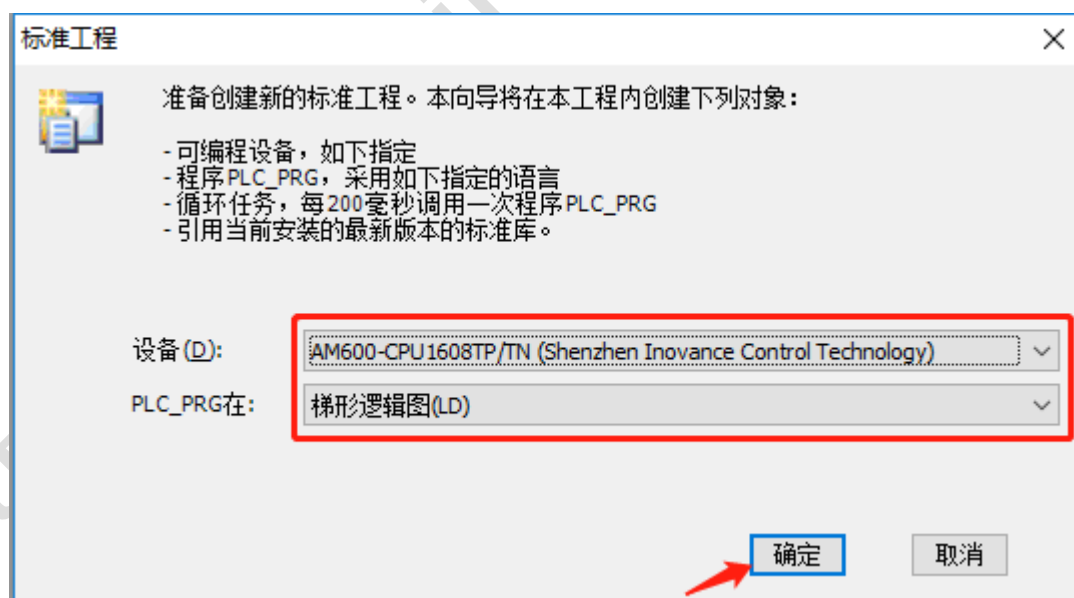 标准工程
准备创建新的标准工程。本向导将在本工程内创建下列对象：
-可编程设备，如下指定
-程序PLC_PRG，采用如下指定的语言
-循环任务，每200毫秒调用一次程序PLC_PRG
-引用当前安装的最新版本的标准库。
设备(D): AM600-CPU1608TP/TN (Shenzhen Inovance Control Technology)
PLC_PRG在: 梯形逻辑图(LD)
确定 取消